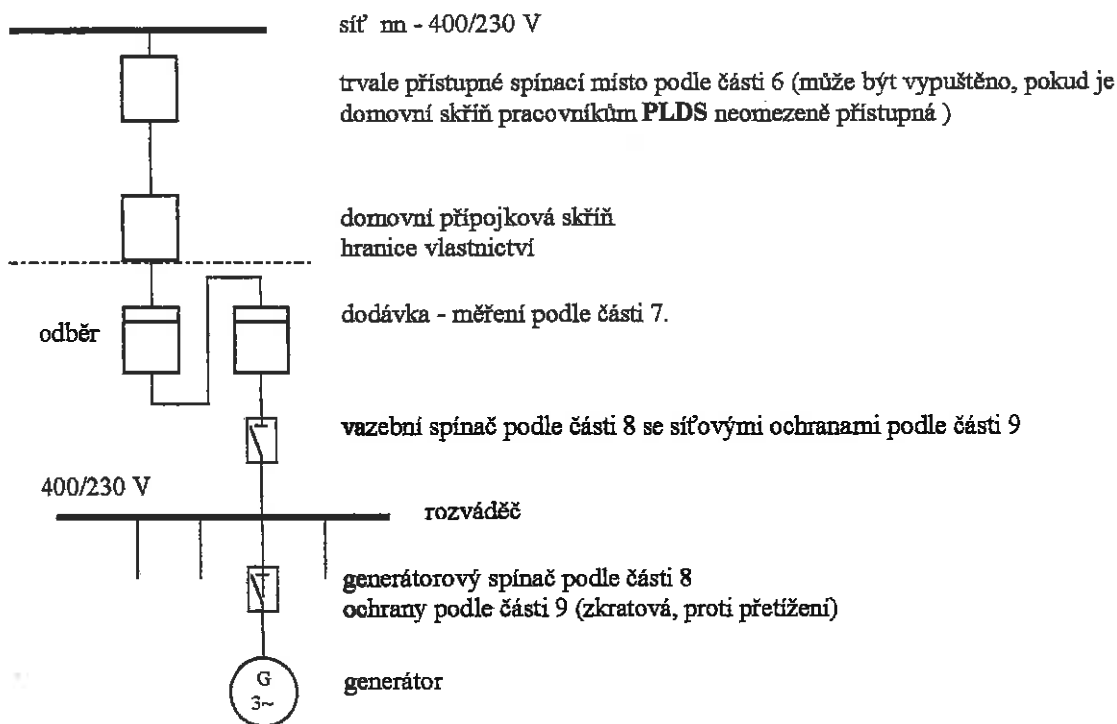 síť nn - 400/230 V
trvale přístupné spínací místo podle části 6 (může být vypuštěno, pokud je
domovní skříň pracovníkům PLDS neomezeně přístupná )
domovní přípojková skříň
hranice vlastnictví
odběr
dodávka - měření podle části 7.
vazební spínač podle části 8 se síťovými ochranami podle části 9
400/230 V
rozváděč
generátorový spínač podle části 8
ochrany podle části 9 (zkratová, proti přetížení)
G
3~
generátor